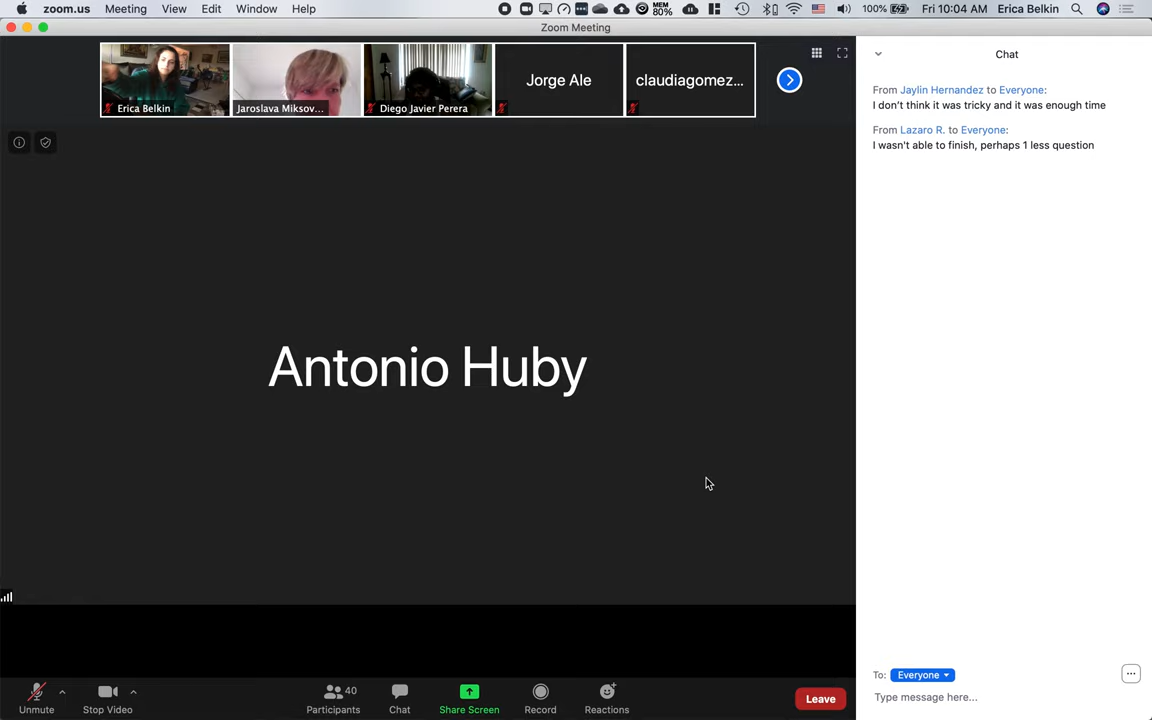 zoom.us Meeting View Edit Window Help MEM 80% 100% Fri 10:04 AM Erica Belkin
Zoom Meeting
Erica Belkin
Jaroslava Miksov...
Diego Javier Perera
Jorge Ale
claudiagomez...
Chat
From Jaylin Hernandez to Everyone:
I don't think it was tricky and it was enough time
From Lazaro R. to Everyone:
I wasn't able to finish, perhaps 1 less question
Antonio Huby
To: Everyone
Type message here...
40
Unmute Stop Video Participants Chat Share Screen Record Reactions Leave